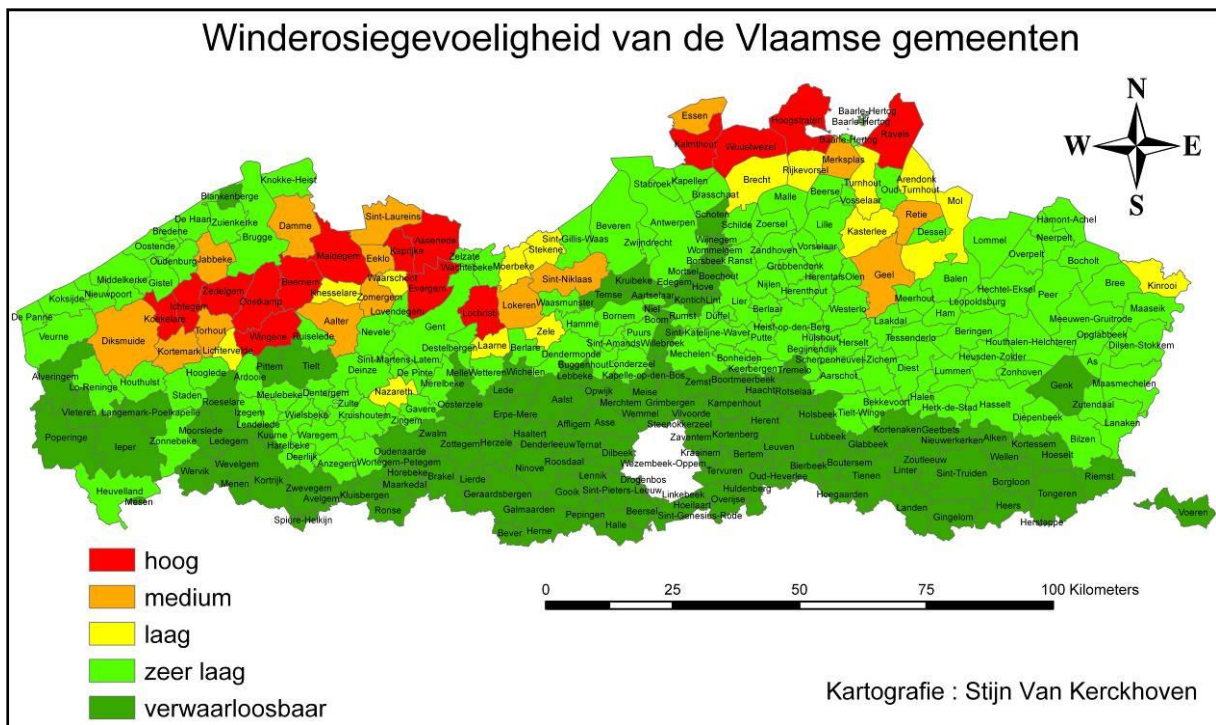 Winderosiegevoeligheid van de Vlaamse gemeenten
N
W E
S
Baarle-Hertog
Baarle-Hertog
Essen
Hoogstraten
Ravels
Kalmthout
Wuustwezel
Baarle-Hertog
Merksplas
Knokke-Heist
Blankenberge
Stabroek
Kapellen
Brecht
Rijkevorsel
Turnhout
Arendonk
Oud-Turnhout
Brasschaat
Malle
Beerse
Vosselaar
Mol
De Haan
Zuienkerke
Bredene
Damme
Sint-Laureins
Beveren
Antwerpen
Schoten
Schilde
Zoersel
Lille
Retie
Kasterlee
Dessel
Hamont-Achel
Neerpelt
Lommel
Overpelt
Bocholt
Oostende
Brugge
Oudenburg
Jabbeke
Maldegem
Eeklo
Kaprijke
Assenede
Zelzate
Wachtebeke
Moerbeke
Stekene
Sint-Gillis-Waas
Zwijndrecht
Wijnegem
Wommelgem
Borsbeek
Ranst
Zandhoven
Vorselaar
Grobbendonk
Herentals
Olen
Geel
Balen
Middelkerke
Gistel
Nieuwpoort
Koksijde
De Panne
Veurne
Ichtegem
Zedelgem
Beernem
Oostkamp
Knesselare
Waarschoot
Zomergem
Evergem
Lovendegem
Lochristi
Lokeren
Sint-Niklaas
Waasmunster
Temse
Kruibeke
Aartselaar
Mortsel
Edegem
Boechout
Hove
Kontich
Lint
Lier
Nijlen
Herenthout
Meerhout
Leopoldsburg
Hechtel-Eksel
Peer
Bree
Kinrooi
Maaseik
Koekelare
Torhout
Wingene
Ruiselede
Aalter
Nevele
Gent
Destelbergen
Laarne
Berlare
Zele
Hamme
Bornem
Niel
Boom
Rumst
Duffel
Berlaar
Westerlo
Laakdal
Ham
Meeuwen-Gruitrode
Diksmuide
Kortemark
Lichtervelde
Hooglede
Ardooie
Pittem
Tielt
Sint-Martens-Latem
Deinze
De Pinte
Merelbeke
Melle
Wetteren
Wichelen
Dendermonde
Buggenhout
Lebbeke
Puurs
Sint-Amands
Willebroek
Londerzeel
Kapelle-op-den-Bos
Sint-Katelijne-Waver
Mechelen
Bonheiden
Putte
Heist-op-den-Berg
Hulshout
Herselt
Begijnendijk
Keerbergen
Tremelo
Aarschot
Scherpenheuvel-Zichem
Tessenderlo
Diest
Beringen
Lummen
Heusden-Zolder
Houthalen-Helchteren
Zonhoven
Opglabbeek
As
Dilsen-Stokkem
Maasmechelen
Genk
Alveringem
Lo-Reninge
Houthulst
Staden
Roeselare
Meulebeke
Dentergem
Zulte
Nazareth
Gavere
Oosterzele
Lede
Aalst
Opwijk
Merchtem
Meise
Grimbergen
Zemst
Boortmeerbeek
Kampenhout
Haacht
Rotselaar
Holsbeek
Tielt-Winge
Bekkevoort
Halen
Herk-de-Stad
Hasselt
Diepenbeek
Zutendaal
Lanaken
Vleteren
Langemark-Poelkapelle
Poperinge
Ieper
Zonnebeke
Moorslede
Ledegem
Izegem
Lendelede
Kuurne
Harelbeke
Deerlijk
Wielsbeke
Waregem
Kruishoutem
Zingem
Anzegem
Oudenaarde
Wortegem-Petegem
Zwalm
Zottegem
Erpe-Mere
Herzele
Haaltert
Denderleeuw
Affligem
Asse
Ternat
Wemmel
Vilvoorde
Steenokkerzeel
Zaventem
Kortenberg
Herent
Leuven
Lubbeek
Glabbeek
Kortenaken
Geetbets
Nieuwerkerken
Alken
Kortessem
Bilzen
Hoeselt
Wervik
Wevelgem
Menen
Kortrijk
Zwevegem
Avelgem
Kluisbergen
Spiere-Helkijn
Ronse
Horebeke
Maarkedal
Brakel
Lierde
Geraardsbergen
Ninove
Roosdaal
Lennik
Gooik
Galmaarden
Bever
Herne
Pepingen
Halle
Dilbeek
Sint-Pieters-Leeuw
Beersel
Drogenbos
Linkebeek
Sint-Genesius-Rode
Wezembeek-Oppem
Kraainem
Tervuren
Bertem
Hoeilaart
Overijse
Huldenberg
Oud-Heverlee
Bierbeek
Boutersem
Tienen
Hoegaarden
Linter
Zoutleeuw
Landen
Sint-Truiden
Gingelom
Wellen
Borgloon
Heers
Tongeren
Herstappe
Riemst
Voeren
Heuvelland
Mesen
hoog
medium
laag
zeer laag
verwaarloosbaar
0 25 50 75 100 Kilometers
Kartografie : Stijn Van Kerckhoven